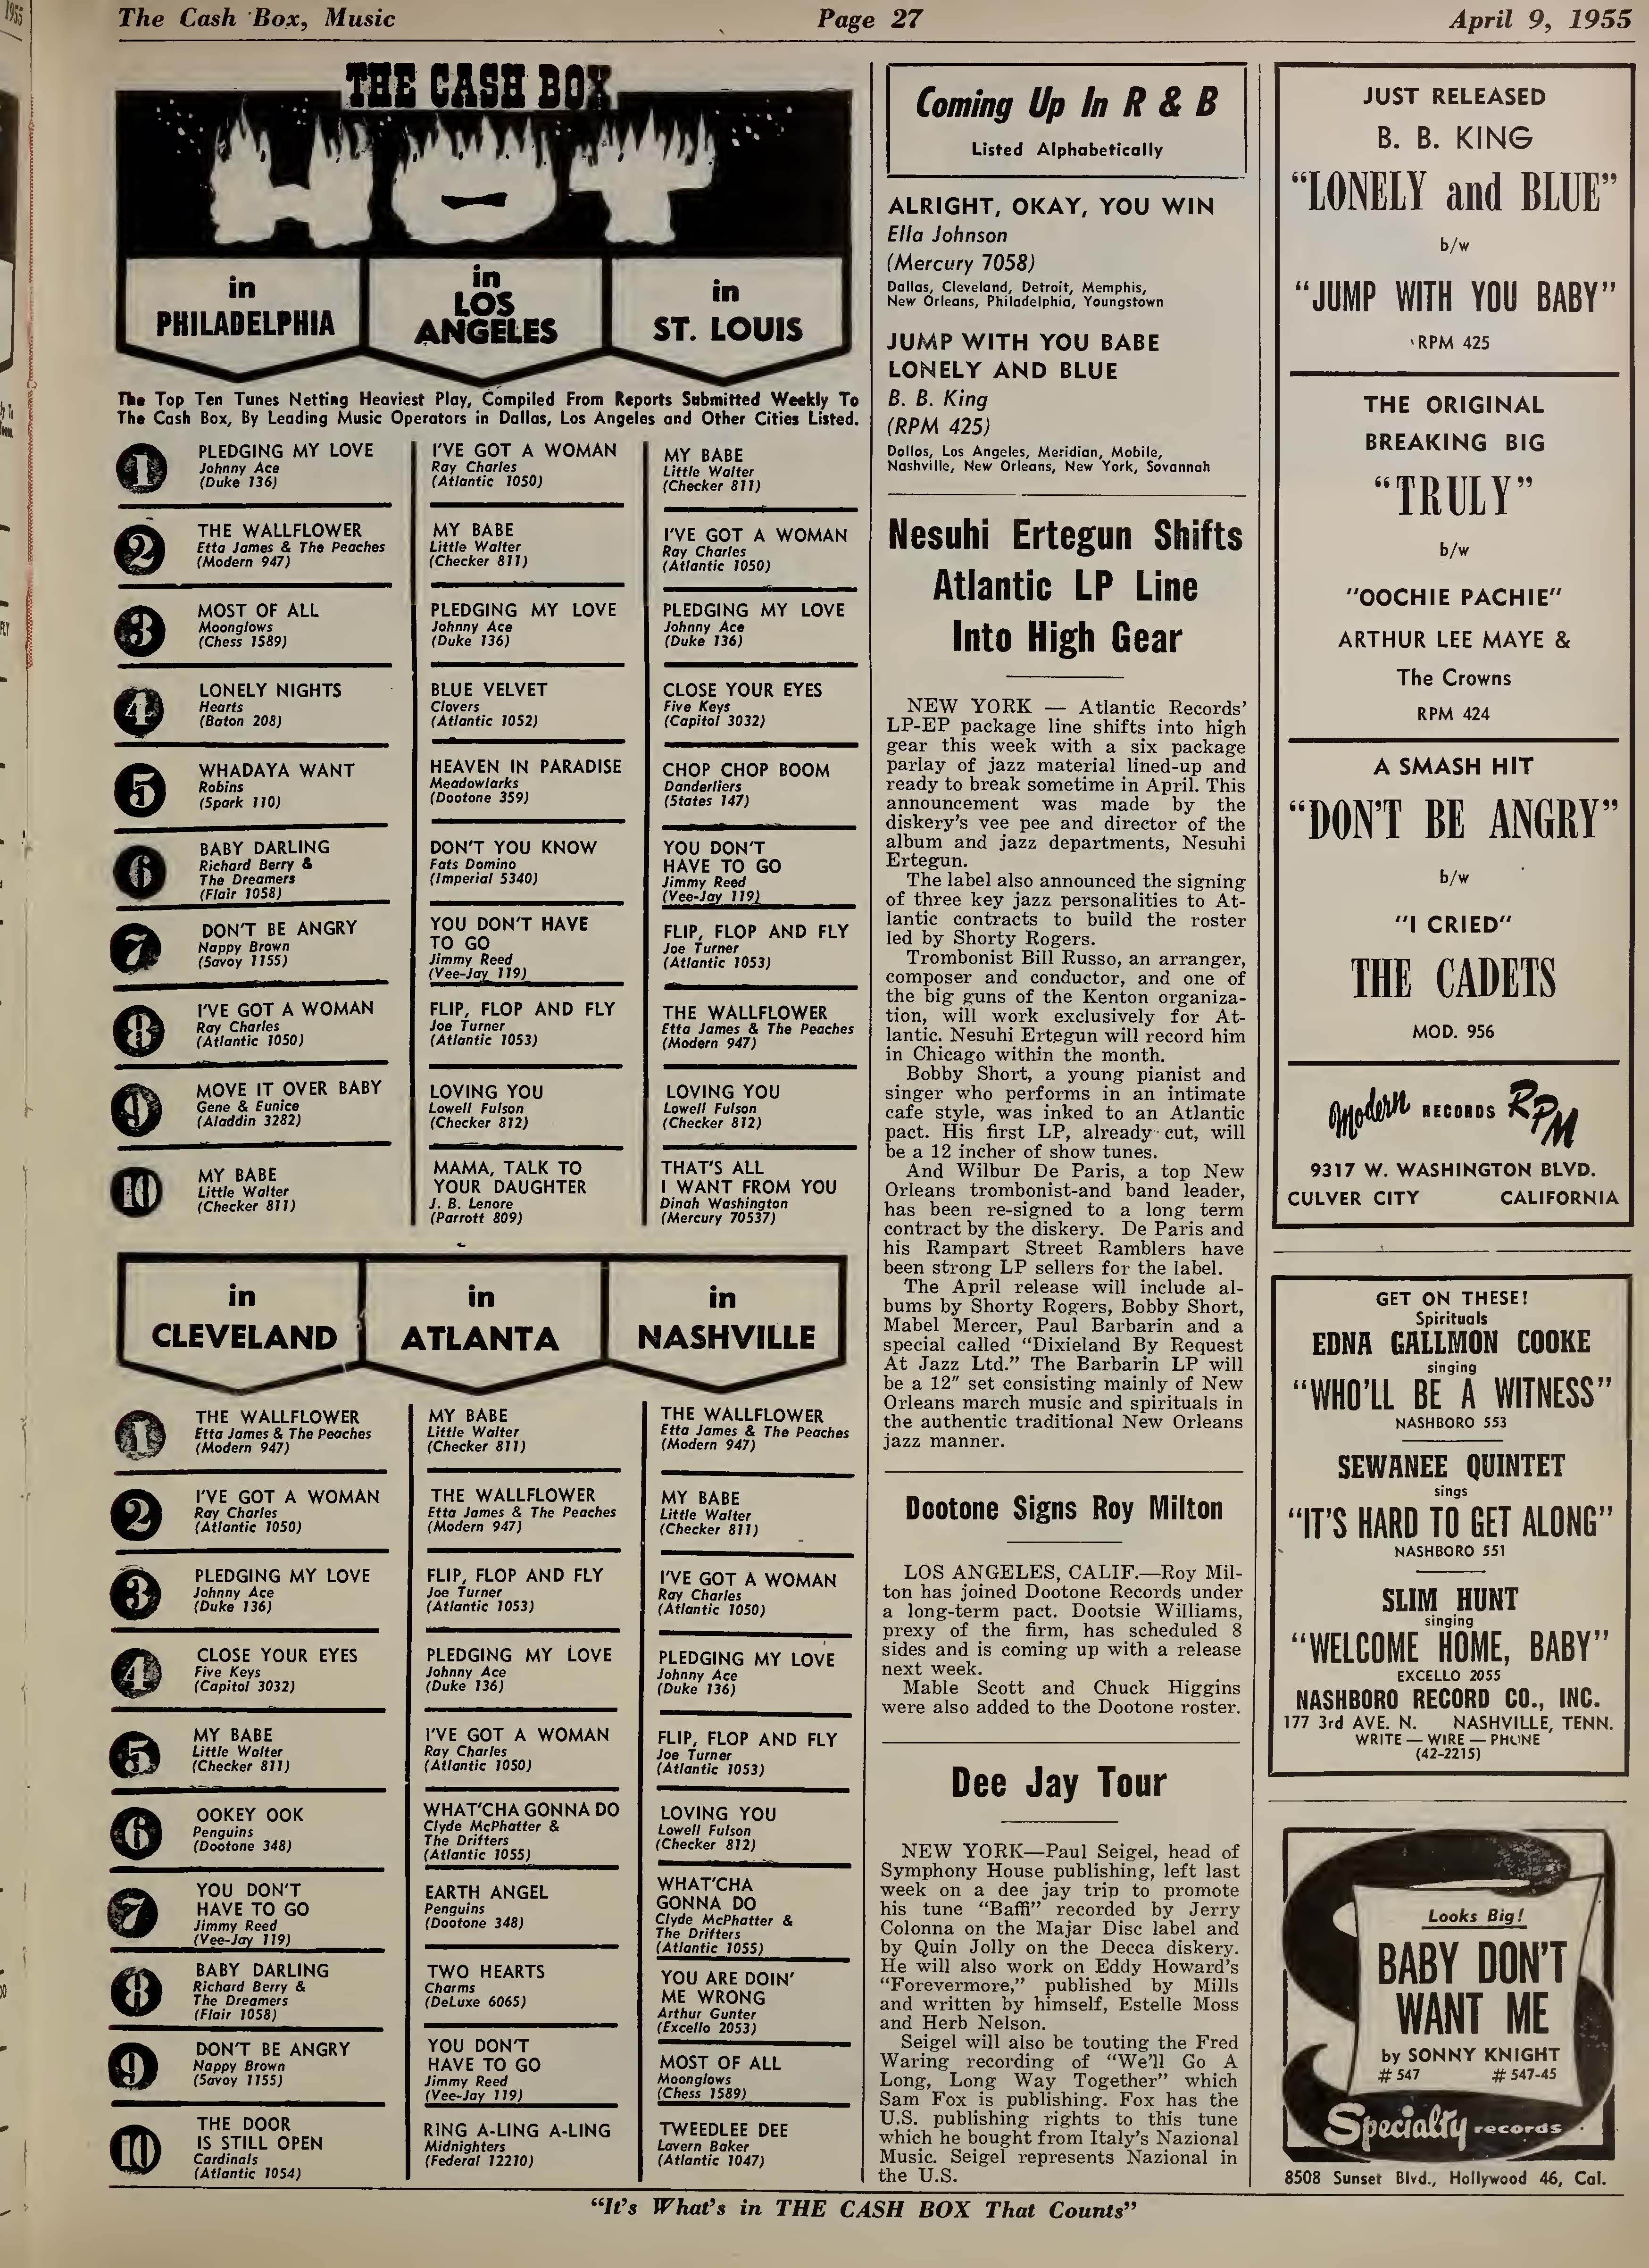 The Cash Box, Music
Page 27
April 9, 1955
THE CASH BOX
HOT
in
PHILADELPHIA
in
LOS
ANGELES
in
ST. LOUIS
The Top Ten Tunes Netting Heaviest Play, Compiled From Reports Submitted Weekly To
The Cash Box, By Leading Music Operators in Dallas, Los Angeles and Other Cities Listed.
1
PLEDGING MY LOVE
Johnny Ace
(Duke 136)
I'VE GOT A WOMAN
Ray Charles
(Atlantic 1050)
MY BABE
Little Walter
(Checker 811)
2
THE WALLFLOWER
Etta James & The Peaches
(Modern 947)
MY BABE
Little Walter
(Checker 811)
I'VE GOT A WOMAN
Ray Charles
(Atlantic 1050)
3
MOST OF ALL
Moonglows
(Chess 1589)
PLEDGING MY LOVE
Johnny Ace
(Duke 136)
PLEDGING MY LOVE
Johnny Ace
(Duke 136)
4
LONELY NIGHTS
Hearts
(Baton 208)
BLUE VELVET
Clovers
(Atlantic 1052)
CLOSE YOUR EYES
Five Keys
(Capitol 3032)
5
WHADAYA WANT
Robins
(Spark 110)
HEAVEN IN PARADISE
Meadowlarks
(Dootone 359)
CHOP CHOP BOOM
Danderliers
(States 147)
6
BABY DARLING
Richard Berry &
The Dreamers
(Flair 1058)
DON'T YOU KNOW
Fats Domino
(Imperial 5340)
YOU DON'T
HAVE TO GO
Jimmy Reed
(Vee-Jay 119)
7
DON'T BE ANGRY
Nappy Brown
(Savoy 1155)
YOU DON'T HAVE
TO GO
Jimmy Reed
(Vee-Jay 119)
FLIP, FLOP AND FLY
Joe Turner
(Atlantic 1053)
8
I'VE GOT A WOMAN
Ray Charles
(Atlantic 1050)
FLIP, FLOP AND FLY
Joe Turner
(Atlantic 1053)
THE WALLFLOWER
Etta James & The Peaches
(Modern 947)
9
MOVE IT OVER BABY
Gene & Eunice
(Aladdin 3282)
LOVING YOU
Lowell Fulson
(Checker 812)
LOVING YOU
Lowell Fulson
(Checker 812)
10
MY BABE
Little Walter
(Checker 811)
MAMA, TALK TO
YOUR DAUGHTER
J. B. Lenore
(Parrott 809)
THAT'S ALL
I WANT FROM YOU
Dinah Washington
(Mercury 70537)
in
CLEVELAND
in
ATLANTA
in
NASHVILLE
1
THE WALLFLOWER
Etta James & The Peaches
(Modern 947)
MY BABE
Little Walter
(Checker 811)
THE WALLFLOWER
Etta James & The Peaches
(Modern 947)
2
I'VE GOT A WOMAN
Ray Charles
(Atlantic 1050)
THE WALLFLOWER
Etta James & The Peaches
(Modern 947)
MY BABE
Little Walter
(Checker 811)
3
PLEDGING MY LOVE
Johnny Ace
(Duke 136)
FLIP, FLOP AND FLY
Joe Turner
(Atlantic 1053)
I'VE GOT A WOMAN
Ray Charles
(Atlantic 1050)
4
CLOSE YOUR EYES
Five Keys
(Capitol 3032)
PLEDGING MY LOVE
Johnny Ace
(Duke 136)
PLEDGING MY LOVE
Johnny Ace
(Duke 136)
5
MY BABE
Little Walter
(Checker 811)
I'VE GOT A WOMAN
Ray Charles
(Atlantic 1050)
FLIP, FLOP AND FLY
Joe Turner
(Atlantic 1053)
6
OOKEY OOK
Penguins
(Dootone 348)
WHAT'CHA GONNA DO
Clyde McPhatter &
The Drifters
(Atlantic 1055)
LOVING YOU
Lowell Fulson
(Checker 812)
7
YOU DON'T
HAVE TO GO
Jimmy Reed
(Vee-Jay 119)
EARTH ANGEL
Penguins
(Dootone 348)
WHAT'CHA
GONNA DO
Clyde McPhatter &
The Drifters
(Atlantic 1055)
8
BABY DARLING
Richard Berry &
The Dreamers
(Flair 1058)
TWO HEARTS
Charms
(DeLuxe 6065)
YOU ARE DOIN'
ME WRONG
Arthur Gunter
(Excello 2053)
9
DON'T BE ANGRY
Nappy Brown
(Savoy 1155)
YOU DON'T
HAVE TO GO
Jimmy Reed
(Vee-Jay 119)
MOST OF ALL
Moonglows
(Chess 1589)
10
THE DOOR
IS STILL OPEN
Cardinals
(Atlantic 1054)
RING A-LING A-LING
Midnighters
(Federal 12210)
TWEEDLEE DEE
Lavern Baker
(Atlantic 1047)
Coming Up In R & B
Listed Alphabetically
ALRIGHT, OKAY, YOU WIN
Ella Johnson
(Mercury 7058)
Dallas, Cleveland, Detroit, Memphis,
New Orleans, Philadelphia, Youngstown
JUMP WITH YOU BABE
LONELY AND BLUE
B. B. King
(RPM 425)
Dollos, Los Angeles, Meridian, Mobile,
Nashville, New Orleans, New York, Sovannah
Nesuhi Ertegun Shifts
Atlantic LP Line
Into High Gear
NEW YORK — Atlantic Records'
LP-EP package line shifts into high
gear this week with a six package
parlay of jazz material lined-up and
ready to break sometime in April. This
announcement was made by the
diskery's vee pee and director of the
album and jazz departments, Nesuhi
Ertegun.
The label also announced the signing
of three key jazz personalities to At-
lantic contracts to build the roster
led by Shorty Rogers.
Trombonist Bill Russo, an arranger,
composer and conductor, and one of
the big guns of the Kenton organiza-
tion, will work exclusively for At-
lantic. Nesuhi Ertegun will record him
in Chicago within the month.
Bobby Short, a young pianist and
singer who performs in an intimate
cafe style, was inked to an Atlantic
pact. His first LP, already cut, will
be a 12 incher of show tunes.
And Wilbur De Paris, a top New
Orleans trombonist-and band leader,
has been re-signed to a long term
contract by the diskery. De Paris and
his Rampart Street Ramblers have
been strong LP sellers for the label.
The April release will include al-
bums by Shorty Rogers, Bobby Short,
Mabel Mercer, Paul Barbarin and a
special called "Dixieland By Request
At Jazz Ltd." The Barbarin LP will
be a 12" set consisting mainly of New
Orleans march music and spirituals in
the authentic traditional New Orleans
jazz manner.
Dootone Signs Roy Milton
LOS ANGELES, CALIF.—Roy Mil-
ton has joined Dootone Records under
a long-term pact. Dootsie Williams,
prexy of the firm, has scheduled 8
sides and is coming up with a release
next week.
Mable Scott and Chuck Higgins
were also added to the Dootone roster.
Dee Jay Tour
NEW YORK—Paul Seigel, head of
Symphony House publishing, left last
week on a dee jay trip to promote
his tune "Baffi" recorded by Jerry
Colonna on the Majar Disc label and
by Quin Jolly on the Decca diskery.
He will also work on Eddy Howard's
"Forevermore," published by Mills
and written by himself, Estelle Moss
and Herb Nelson.
Seigel will also be touting the Fred
Waring recording of "We'll Go A
Long, Long Way Together" which
Sam Fox is publishing. Fox has the
U.S. publishing rights to this tune
which he bought from Italy's Nazional
Music. Seigel represents Nazional in
the U.S.
JUST RELEASED
B. B. KING
"LONELY and BLUE"
b/w
"JUMP WITH YOU BABY"
RPM 425
THE ORIGINAL
BREAKING BIG
"TRULY"
b/w
"OOCHIE PACHIE"
ARTHUR LEE MAYE &
The Crowns
RPM 424
A SMASH HIT
"DON'T BE ANGRY"
b/w
"I CRIED"
THE CADETS
MOD. 956
Modern RECORDS RPM
9317 W. WASHINGTON BLVD.
CULVER CITY CALIFORNIA
GET ON THESE!
Spirituals
EDNA GALLMON COOKE
singing
"WHO'LL BE A WITNESS"
NASHBORO 553
SEWANEE QUINTET
sings
"IT'S HARD TO GET ALONG"
NASHBORO 551
SLIM HUNT
singing
"WELCOME HOME, BABY"
EXCELLO 2055
NASHBORO RECORD CO., INC.
177 3rd AVE. N. NASHVILLE, TENN.
WRITE — WIRE — PHONE
(42-2215)
Looks Big!
BABY DON'T
WANT ME
by SONNY KNIGHT
# 547 # 547-45
Specialty records
8508 Sunset Blvd., Hollywood 46, Cal.
"It's What's in THE CASH BOX That Counts"